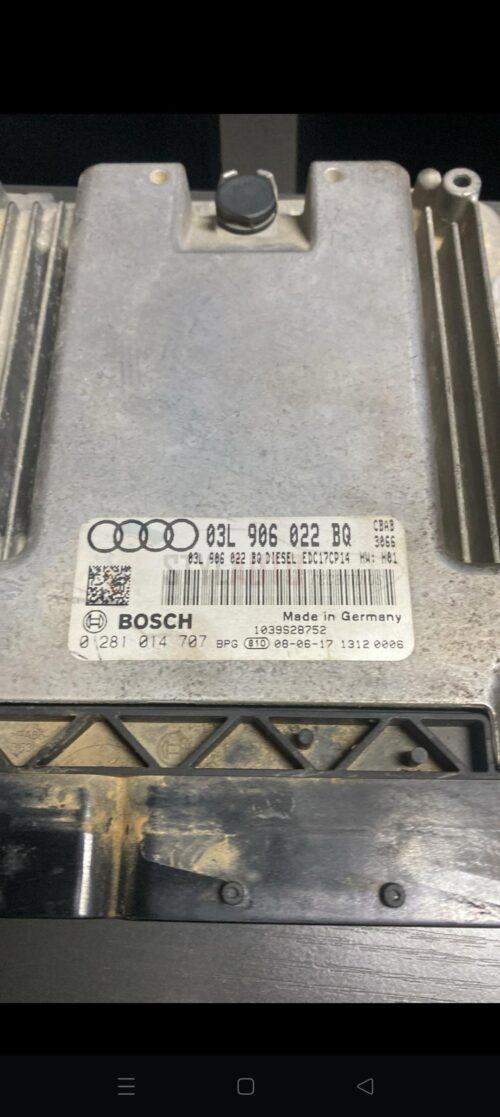 03L 906 022 BQ
CBAB
3066
03L 906 022 BQ DIESEL EDC17CP14 HW: H01
BOSCH
Made in Germany
1039S28752
0 281 014 707 BPG 810 08-06-17 1312 0006